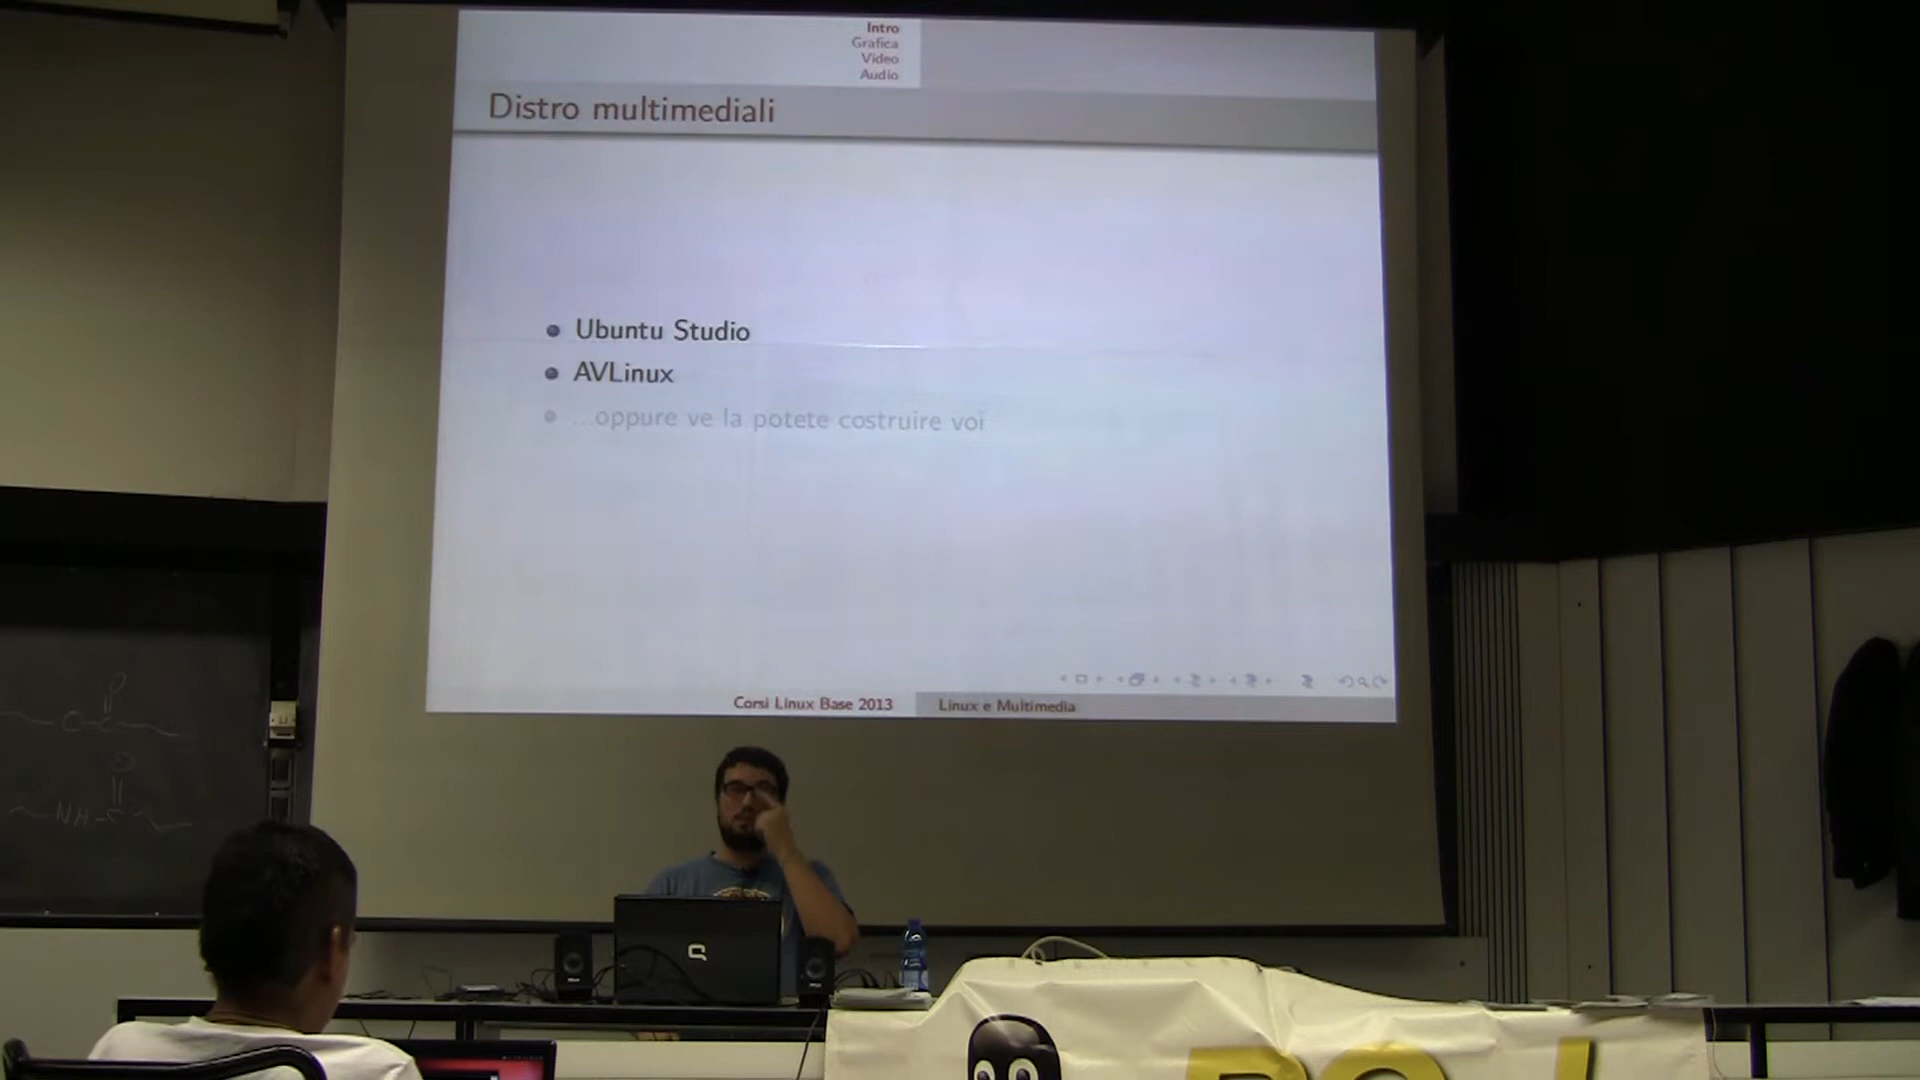 Intro
Grafica
Video
Audio
Distro multimediali
Ubuntu Studio
AVLinux
...oppure ve la potete costruire voi
Corsi Linux Base 2013
Linux e Multimedia
NH-C